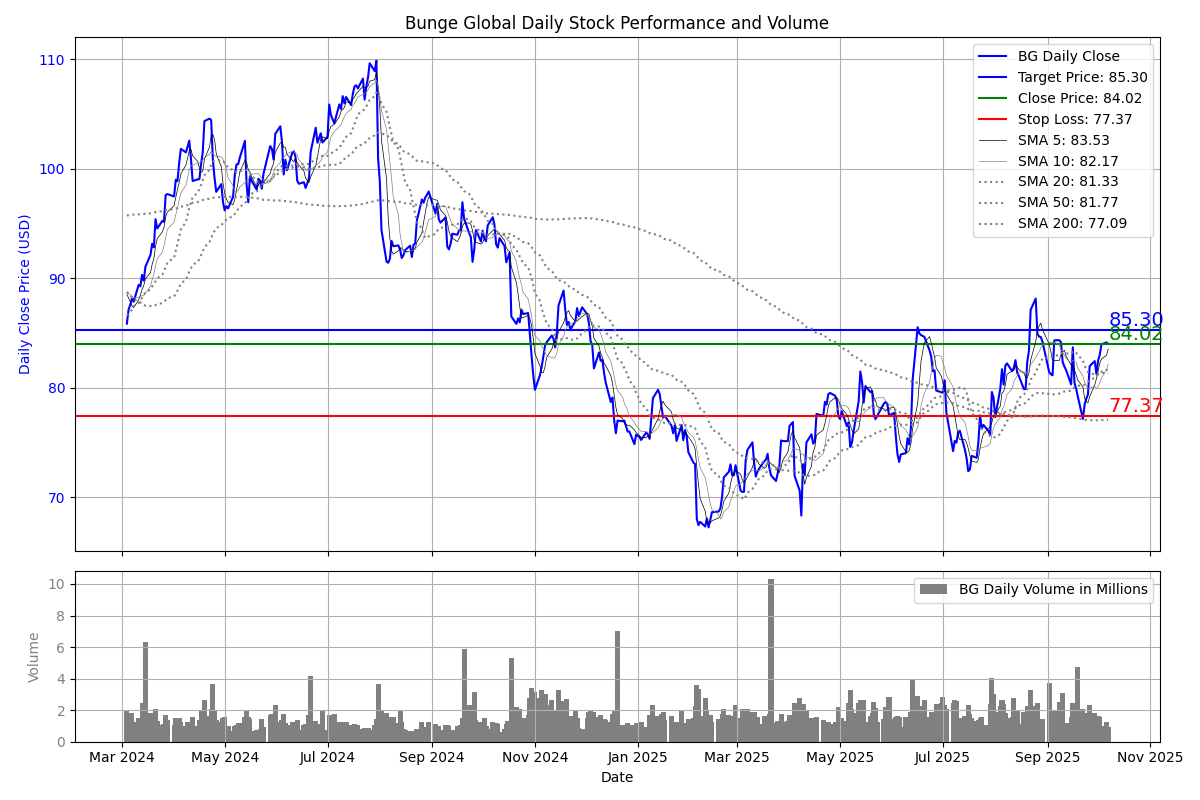 Bunge Global Daily Stock Performance and Volume
Daily Close Price (USD)
110
100
90
80
70
BG Daily Close
Target Price: 85.30
Close Price: 84.02
Stop Loss: 77.37
SMA 5: 83.53
SMA 10: 82.17
SMA 20: 81.33
SMA 50: 81.77
SMA 200: 77.09
85.30
84.02
77.37
Volume
10
8
6
4
2
0
BG Daily Volume in Millions
Mar 2024 May 2024 Jul 2024 Sep 2024 Nov 2024 Jan 2025 Mar 2025 May 2025 Jul 2025 Sep 2025 Nov 2025
Date